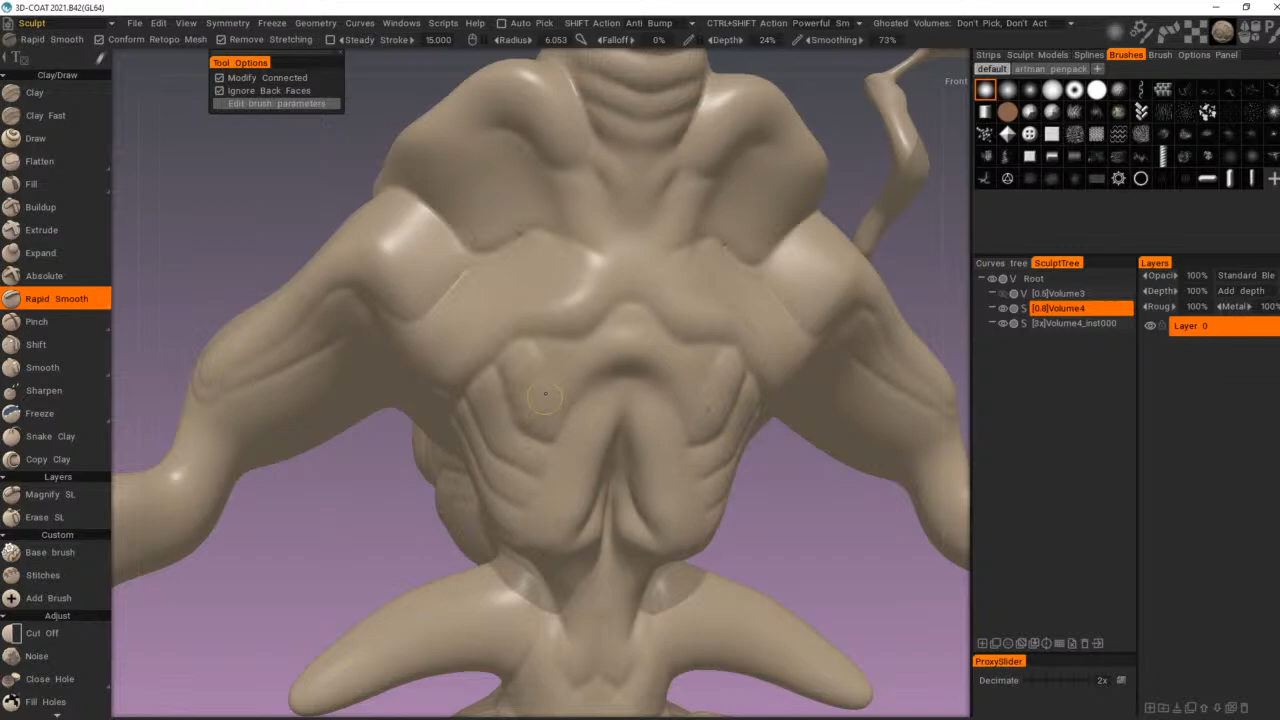 3D-COAT 2021.B42(GL64)
Sculpt File Edit View Symmetry Freeze Geometry Curves Windows Scripts Help Auto Pick SHIFT Action Anti Bump CTRL+SHIFT Action Powerful Sm Ghosted Volumes: Don't Pick, Don't Act
Rapid Smooth Conform Retopo Mesh Remove Stretching Steady Stroke 15.000 Radius 6.053 Falloff 0% Depth 24% Smoothing 73%
Tool Options
Modify Connected
Ignore Back Faces
Edit brush parameters
Front
Clay/Draw
Clay
Clay Fast
Draw
Flatten
Fill
Buildup
Extrude
Expand
Absolute
Rapid Smooth
Pinch
Shift
Smooth
Sharpen
Freeze
Snake Clay
Copy Clay
Layers
Magnify SL
Erase SL
Custom
Base brush
Stitches
Add Brush
Adjust
Cut Off
Noise
Close Hole
Fill Holes
Strips Sculpt Models Splines Brushes Brush Options Panel
default artman penpack +
Curves tree SculptTree
Root
[0.5]Volume3
[0.8]Volume4
[3x]Volume4_inst000
Layers
Opaci 100% Standard Ble
Depth 100% Add depth
Roug 100% Metal 100%
Layer 0
ProxySlider
Decimate 2x